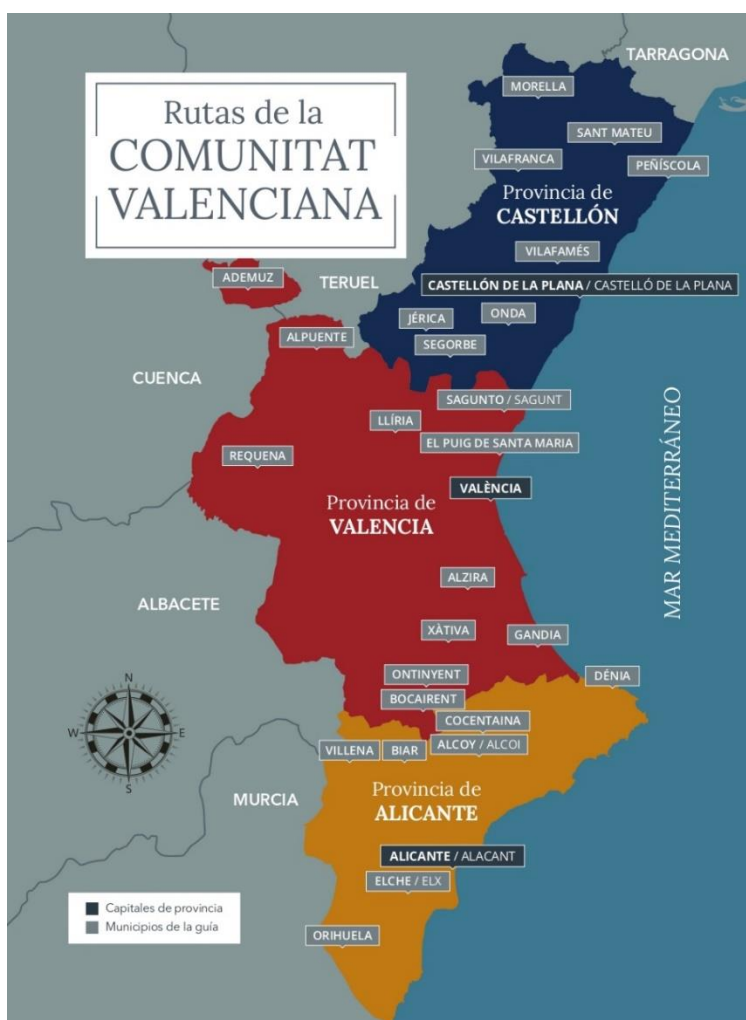 TARRAGONA
Rutas de la
COMUNITAT
VALENCIANA
MORELLA
SANT MATEU
VILAFRANCA
PEÑÍSCOLA
Provincia de
CASTELLÓN
VILAFAMÉS
ADEMUZ
TERUEL
CASTELLÓN DE LA PLANA / CASTELLÓ DE LA PLANA
JÉRICA
ONDA
ALPUENTE
SEGORBE
CUENCA
SAGUNTO / SAGUNT
LLÍRIA
EL PUIG DE SANTA MARIA
REQUENA
VALÈNCIA
Provincia de
VALENCIA
MAR MEDITERRÁNEO
ALZIRA
ALBACETE
XÀTIVA
GANDIA
ONTINYENT
DÉNIA
BOCAIRENT
N
W
E
S
COCENTAINA
ALCOY / ALCOI
VILLENA
BIAR
Provincia de
ALICANTE
MURCIA
ALICANTE / ALACANT
ELCHE / ELX
Capitales de provincia
Municipios de la guía
ORIHUELA